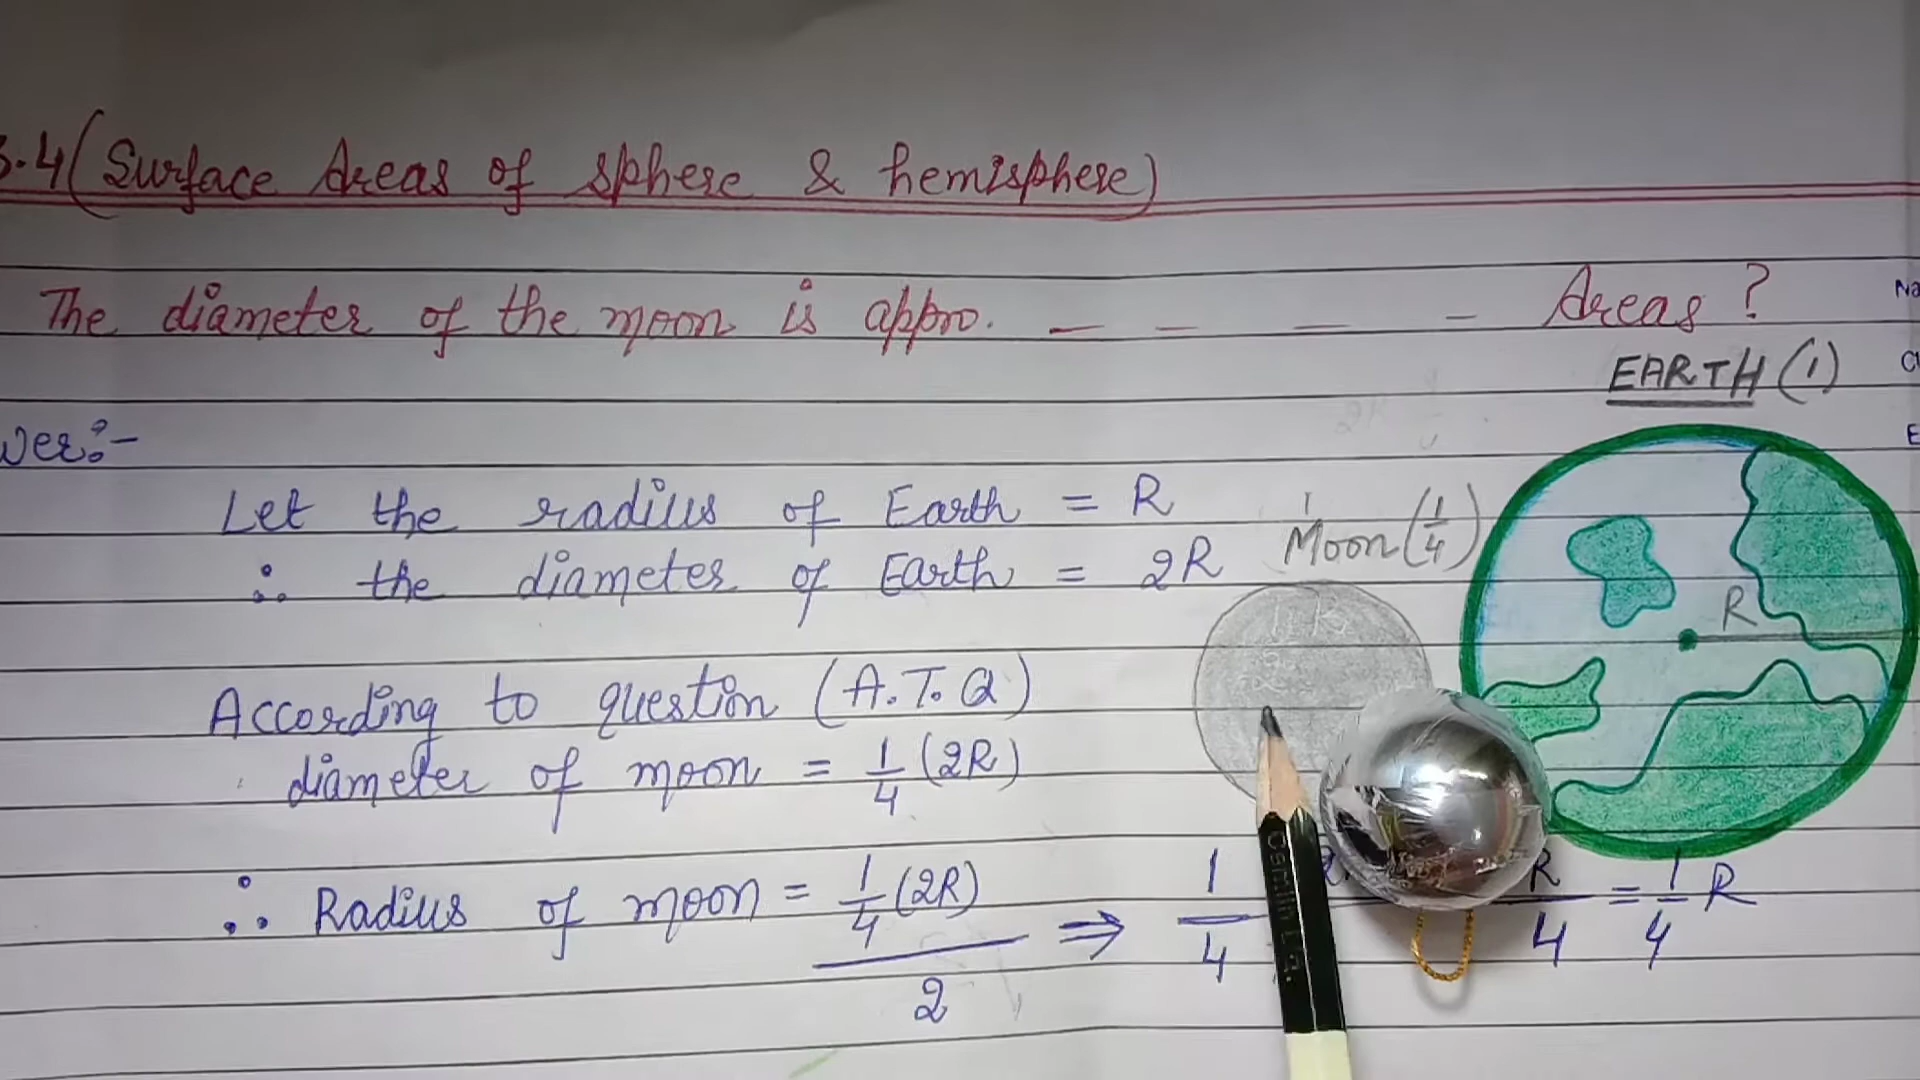 3.4 (Surface Areas of sphere & hemisphere)
The diameter of the moon is appro. — — — — Areas?
EARTH (1)
wer:-
Let the radius of Earth = R
Moon (1/4)
∴ the diameter of Earth = 2R
R
According to question (A.T.Q)
diameter of moon = 1/4 (2R)
∴ Radius of moon = 1/4 (2R) / 2 ⇒ 1/4 R/4 = 1/4 R